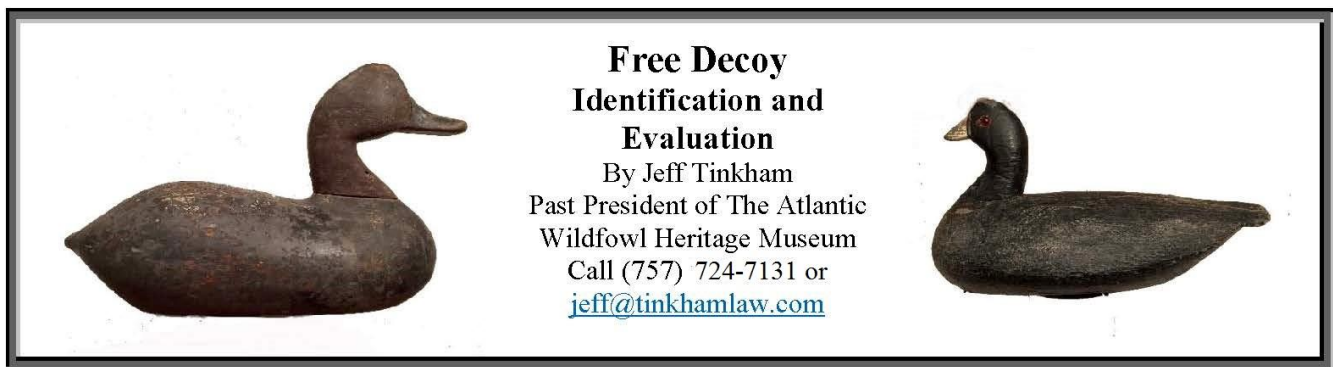 Free Decoy
Identification and
Evaluation
By Jeff Tinkham
Past President of The Atlantic
Wildfowl Heritage Museum
Call (757) 724-7131 or
jeff@tinkhamlaw.com